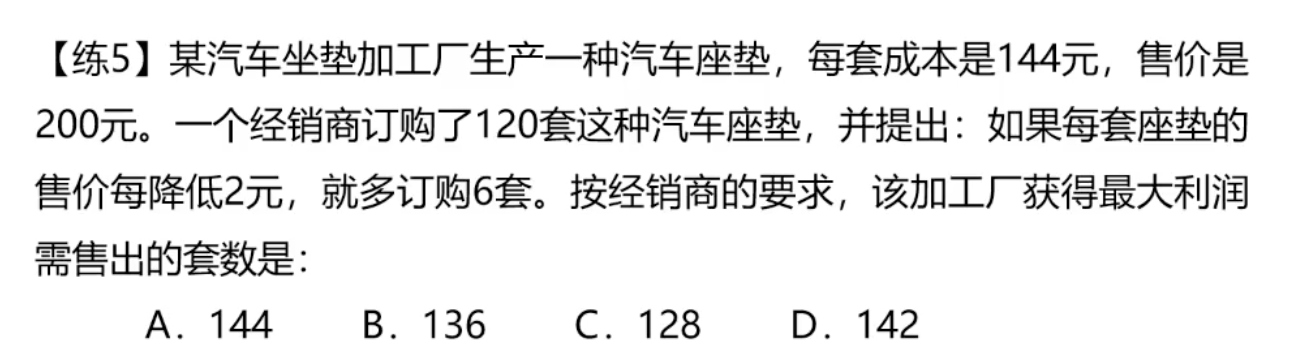 【练5】某汽车坐垫加工厂生产一种汽车座垫，每套成本是144元，售价是
200元。一个经销商订购了120套这种汽车座垫，并提出：如果每套座垫的
售价每降低2元，就多订购6套。按经销商的要求，该加工厂获得最大利润
需售出的套数是：
A．144 B．136 C．128 D．142